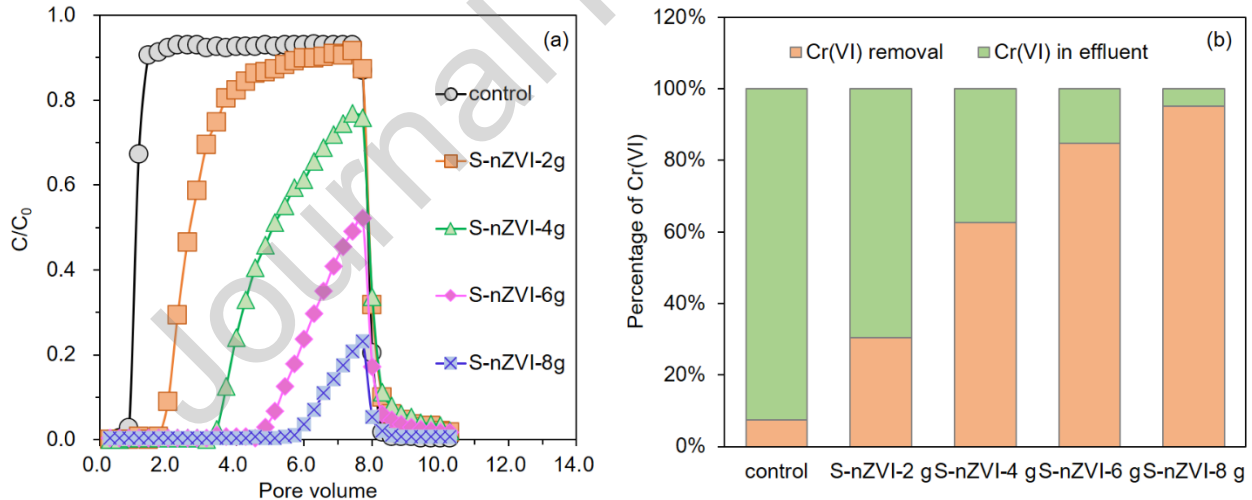 (a)
C/C0
1.0
0.8
0.6
0.4
0.2
0.0
0.0 2.0 4.0 6.0 8.0 10.0 12.0 14.0
Pore volume
control
S-nZVI-2g
S-nZVI-4g
S-nZVI-6g
S-nZVI-8g
Journal
(b)
Percentage of Cr(VI)
120%
100%
80%
60%
40%
20%
0%
Cr(VI) removal Cr(VI) in effluent
control S-nZVI-2 g S-nZVI-4 g S-nZVI-6 g S-nZVI-8 g